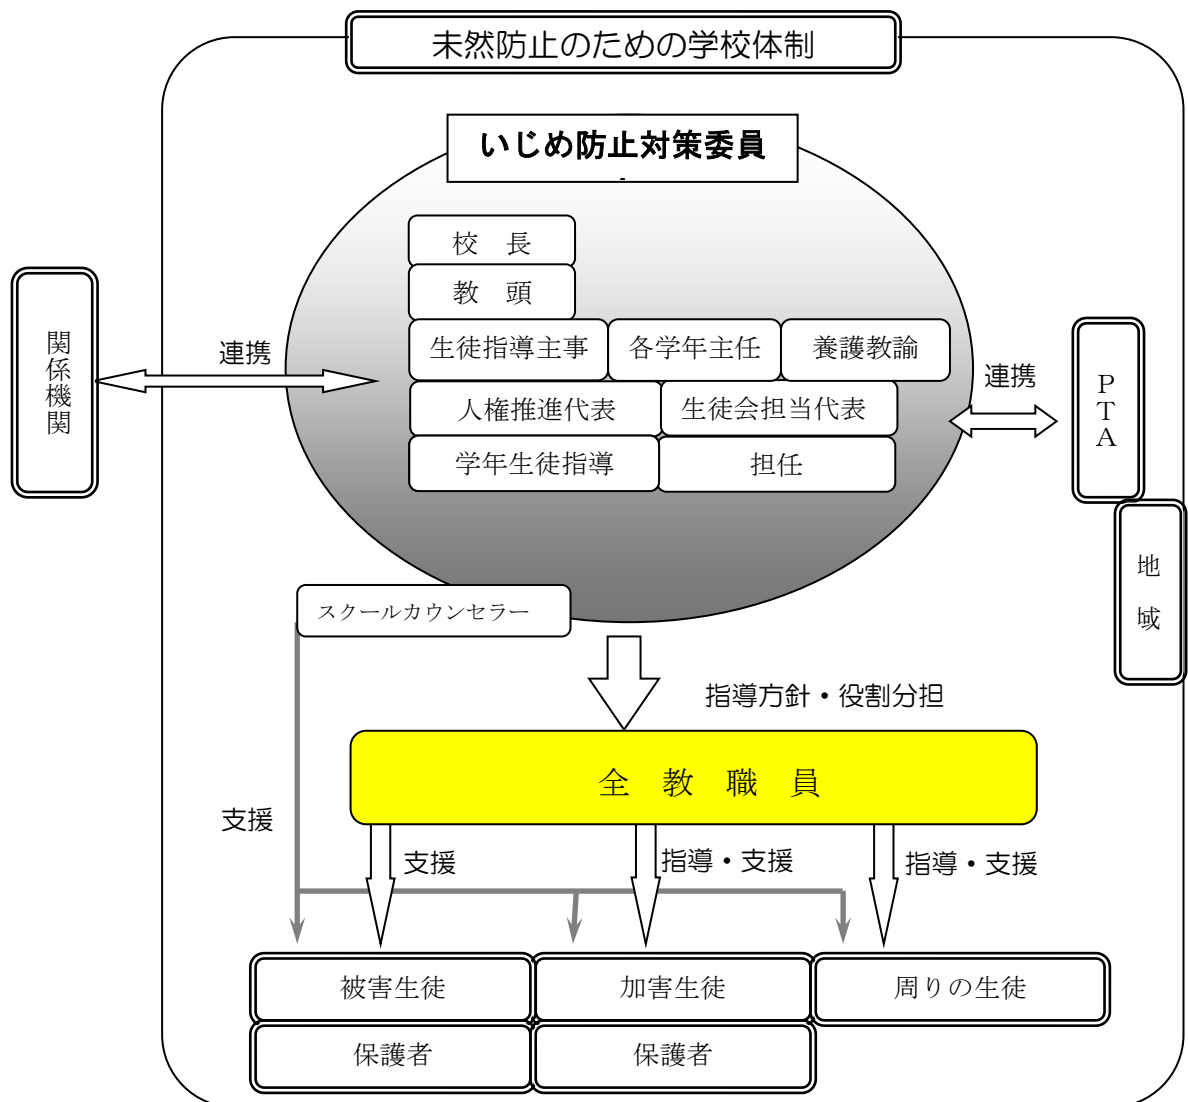 未然防止のための学校体制
いじめ防止対策委員
校 長
教 頭
生徒指導主事 各学年主任 養護教諭
人権推進代表 生徒会担当代表
学年生徒指導 担任
関係機関
連携
連携
PTA
地域
スクールカウンセラー
指導方針・役割分担
全 教 職 員
支援
支援
指導・支援
指導・支援
被害生徒 加害生徒 周りの生徒
保護者 保護者